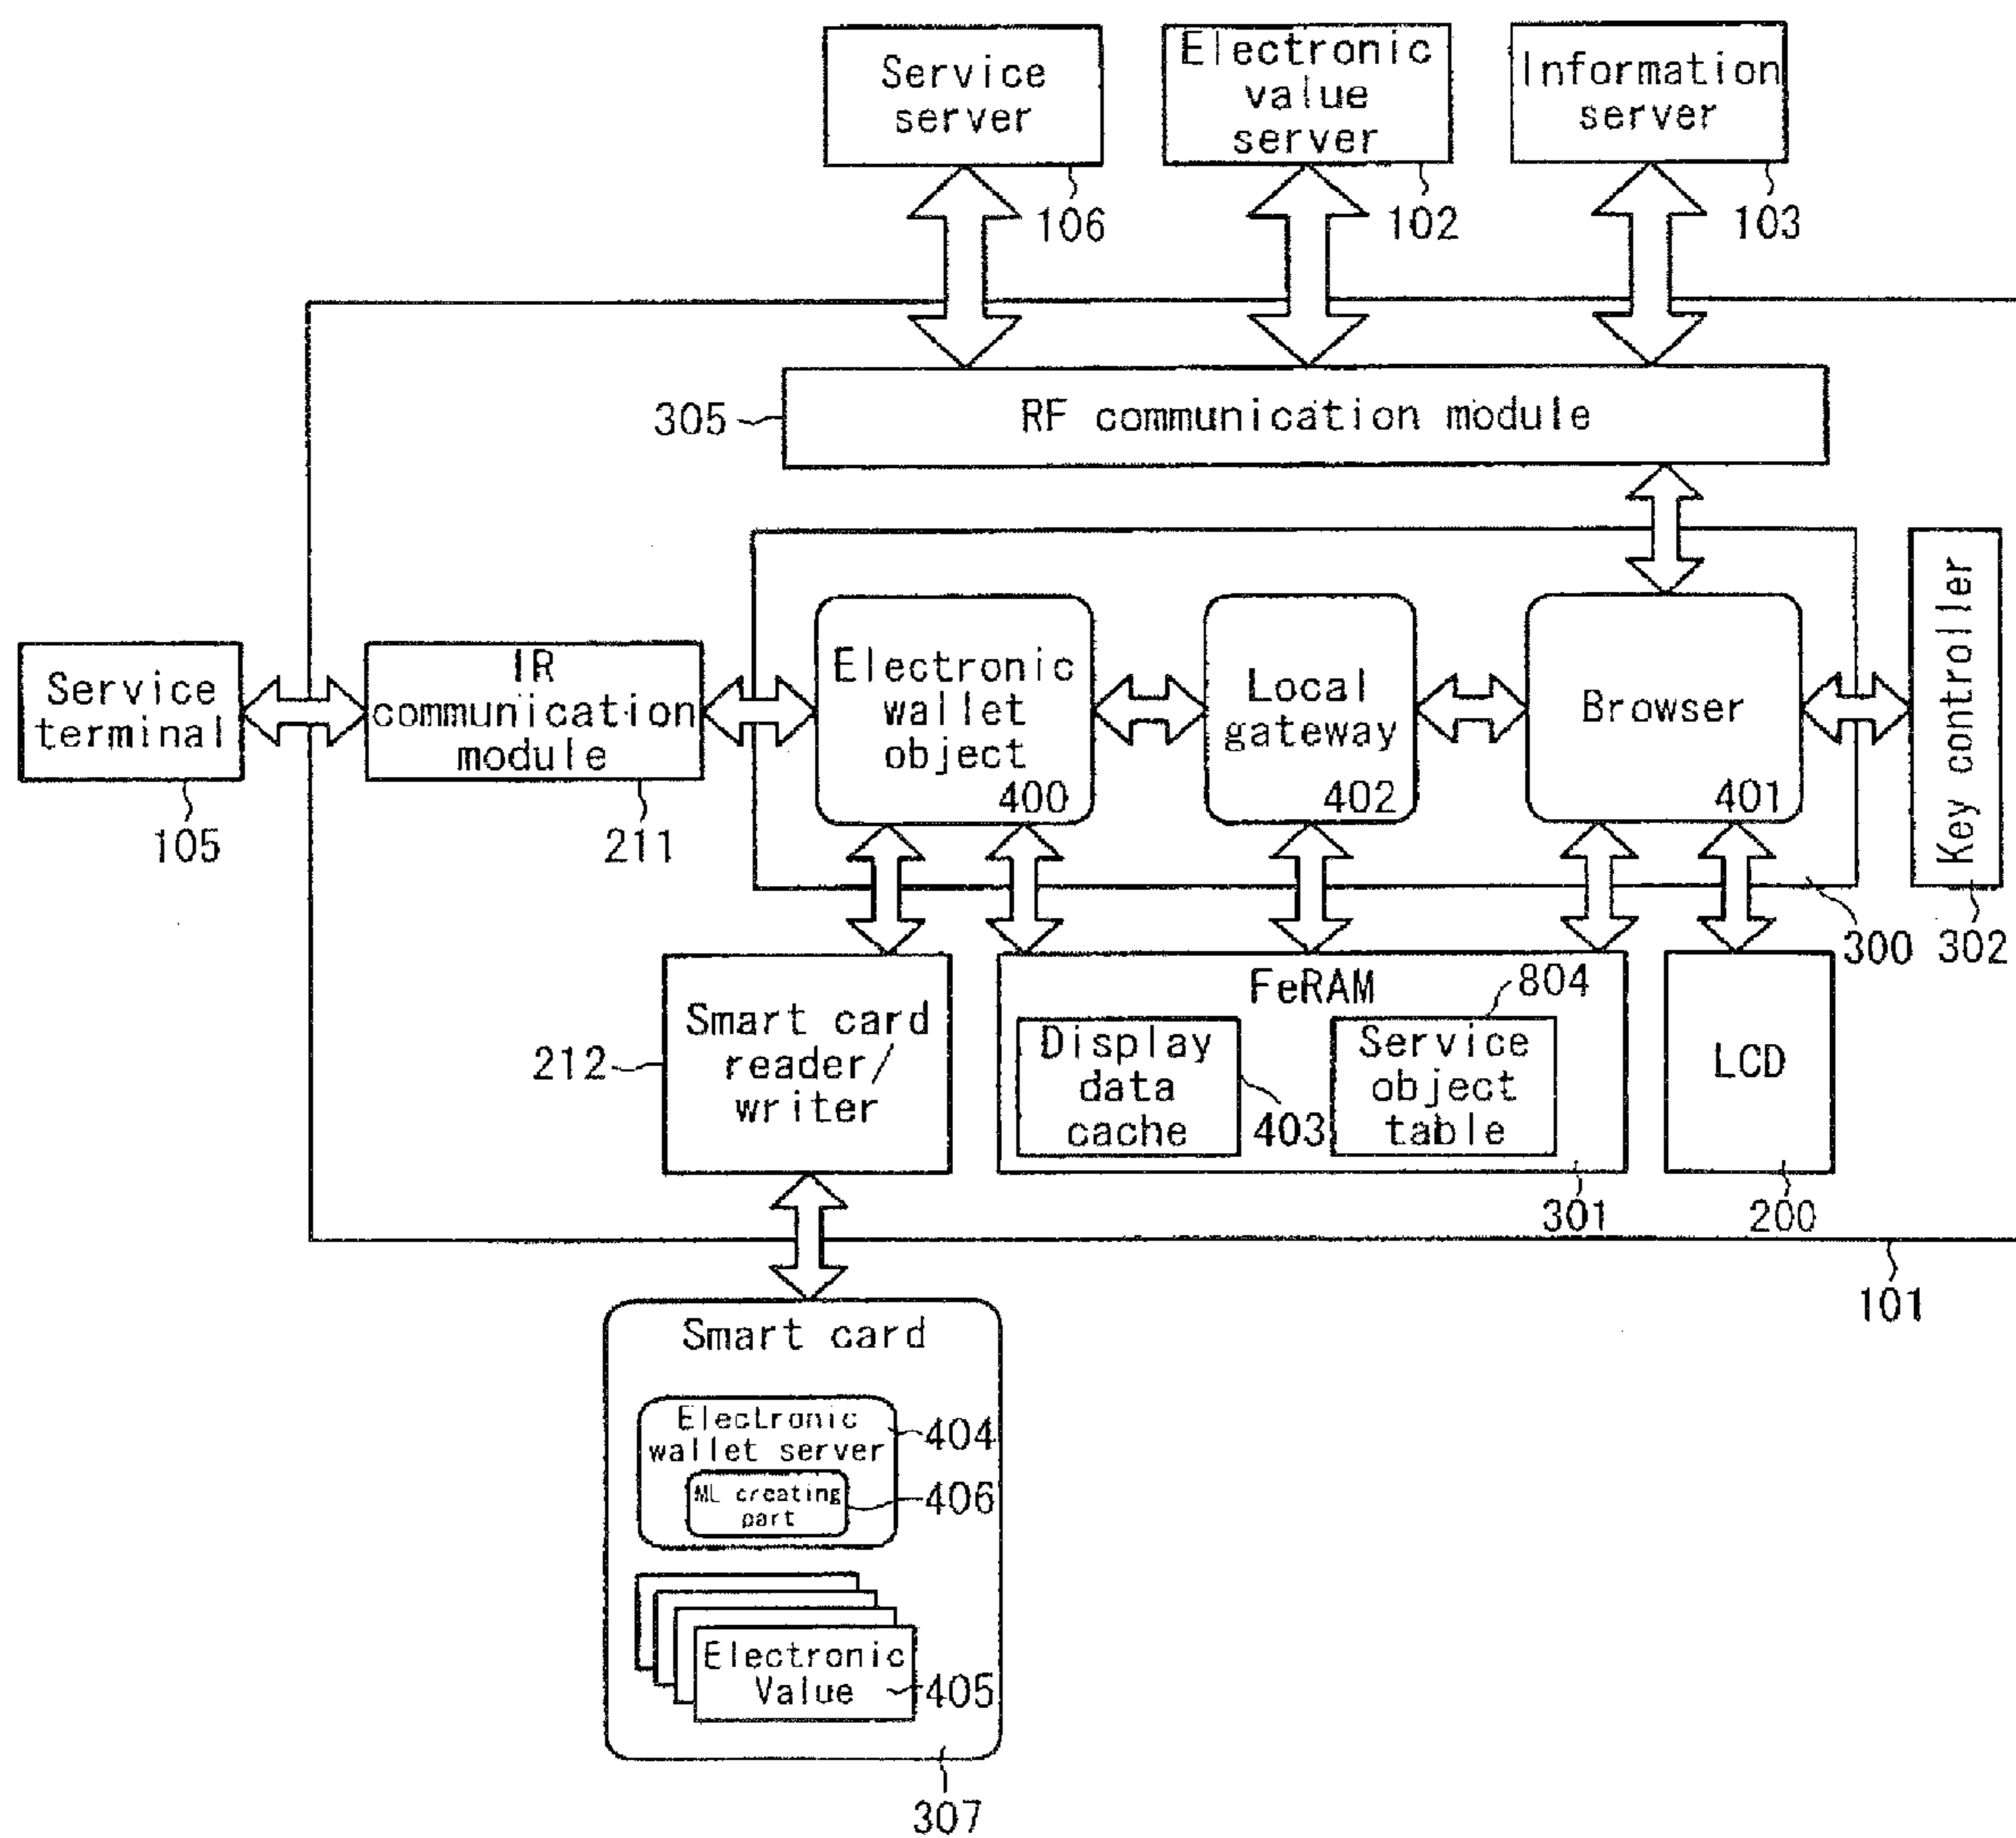 Service
server
106
Electronic
value
server
102
Information
server
103
305
RF communication module
Service
terminal
105
IR
communication
module
211
Electronic
wallet
object
400
Local
gateway
402
Browser
401
Key controller
302
300
212
Smart card
reader/
writer
FeRAM
804
Display
data
cache
403
Service
object
table
301
LCD
200
101
Smart card
Electronic
wallet server
404
ML creating
part
406
Electronic
Value
405
307